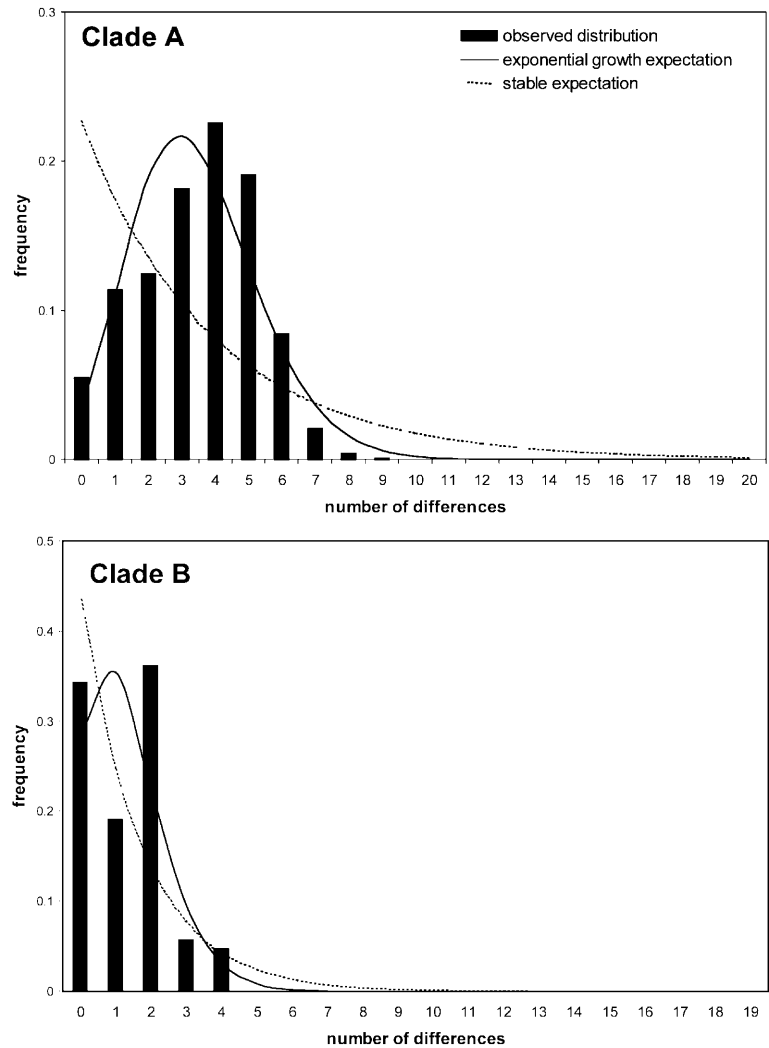 Clade A
observed distribution
exponential growth expectation
stable expectation
0.3
0.2
0.1
0
frequency
0 1 2 3 4 5 6 7 8 9 10 11 12 13 14 15 16 17 18 19 20
number of differences
Clade B
0.5
0.4
0.3
0.2
0.1
0
frequency
0 1 2 3 4 5 6 7 8 9 10 11 12 13 14 15 16 17 18 19
number of differences